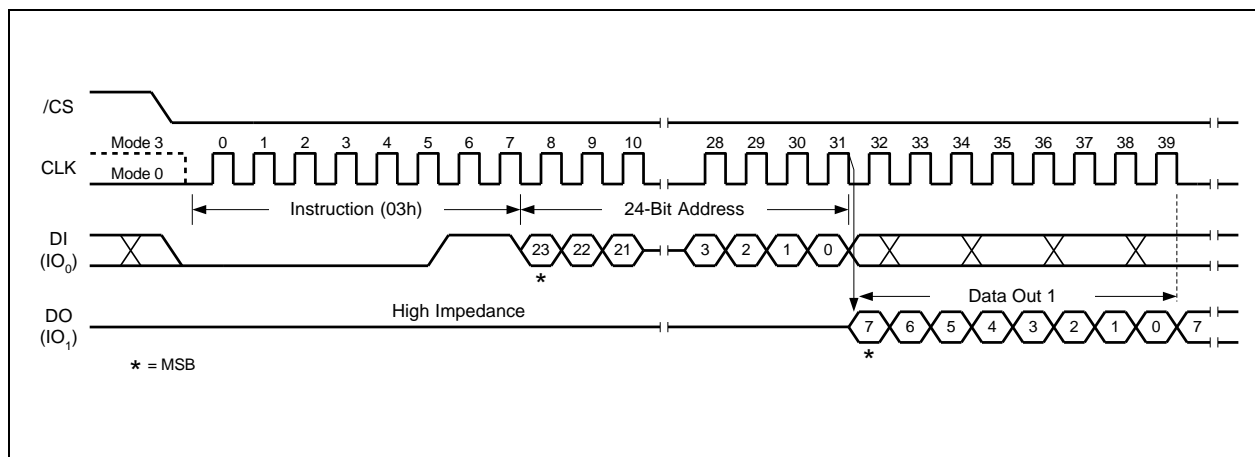 /CS
Mode 3 0 1 2 3 4 5 6 7 8 9 10 28 29 30 31 32 33 34 35 36 37 38 39
CLK
Mode 0
Instruction (03h) 24-Bit Address
DI
(IO0) 23 22 21 3 2 1 0
*
High Impedance Data Out 1
DO
(IO1) 7 6 5 4 3 2 1 0 7
*
* = MSB